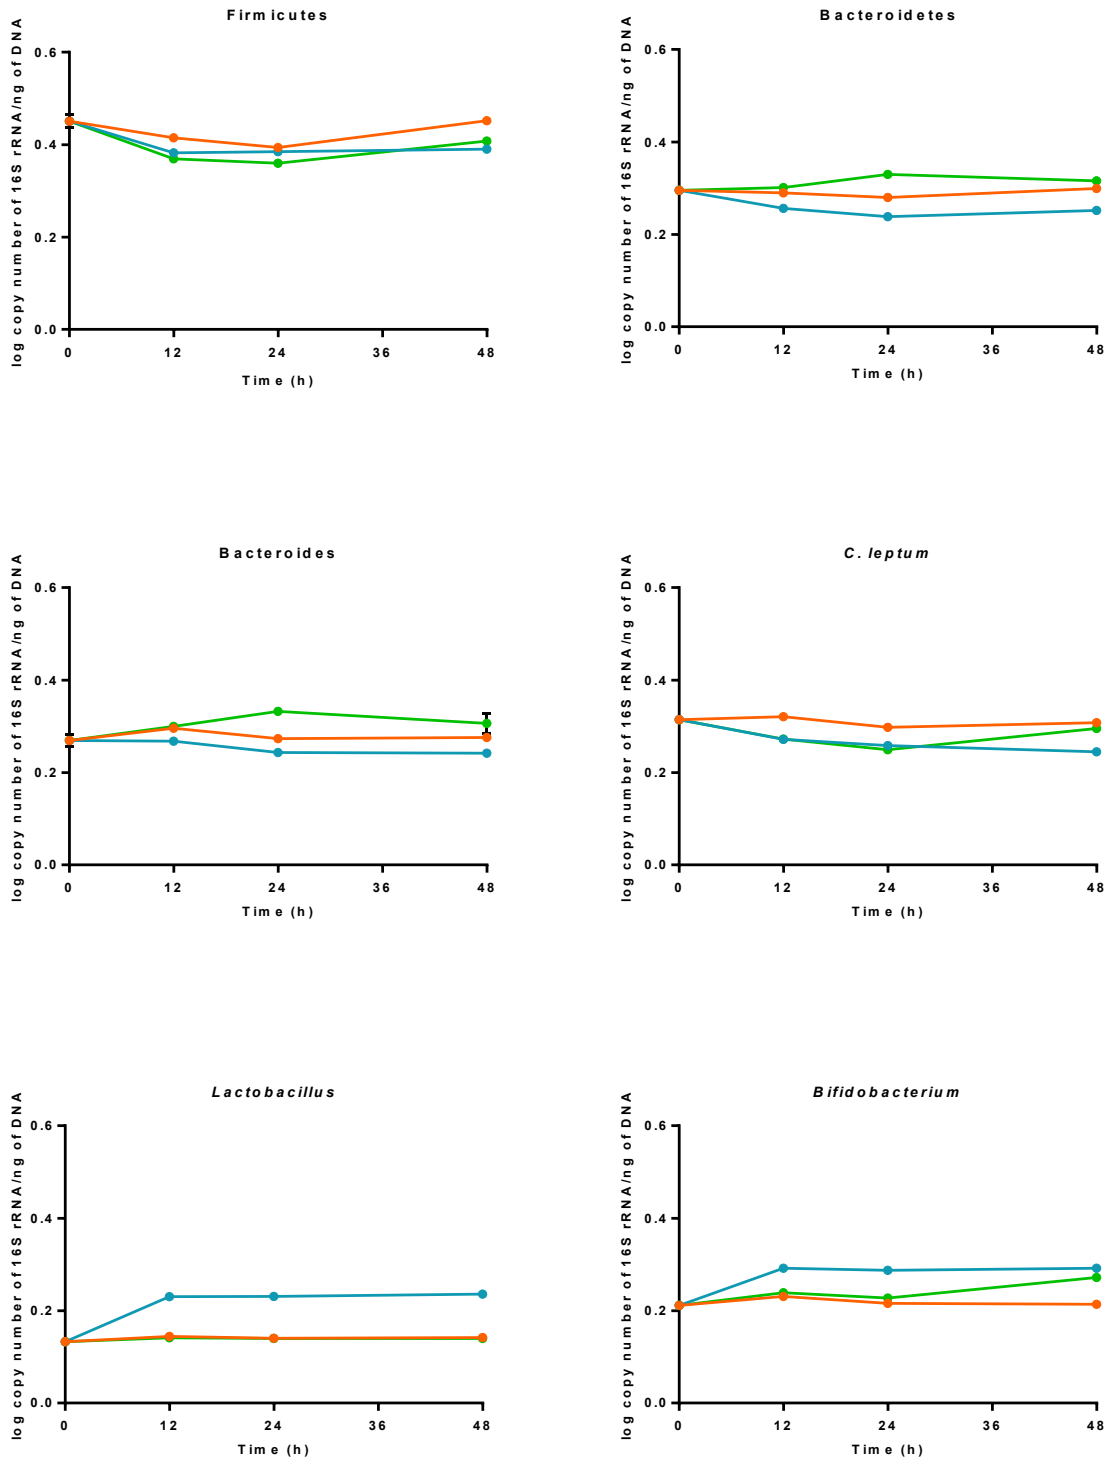 Firmicutes
log copy number of 16S rRNA/ng of DNA
0.6
0.4
0.2
0.0
0 12 24 36 48
Time (h)
Bacteroidetes
log copy number of 16S rRNA/ng of DNA
0.6
0.4
0.2
0.0
0 12 24 36 48
Time (h)
Bacteroides
log copy number of 16S rRNA/ng of DNA
0.6
0.4
0.2
0.0
0 12 24 36 48
Time (h)
C. leptum
log copy number of 16S rRNA/ng of DNA
0.6
0.4
0.2
0.0
0 12 24 36 48
Time (h)
Lactobacillus
log copy number of 16S rRNA/ng of DNA
0.6
0.4
0.2
0.0
0 12 24 36 48
Time (h)
Bifidobacterium
log copy number of 16S rRNA/ng of DNA
0.6
0.4
0.2
0.0
0 12 24 36 48
Time (h)